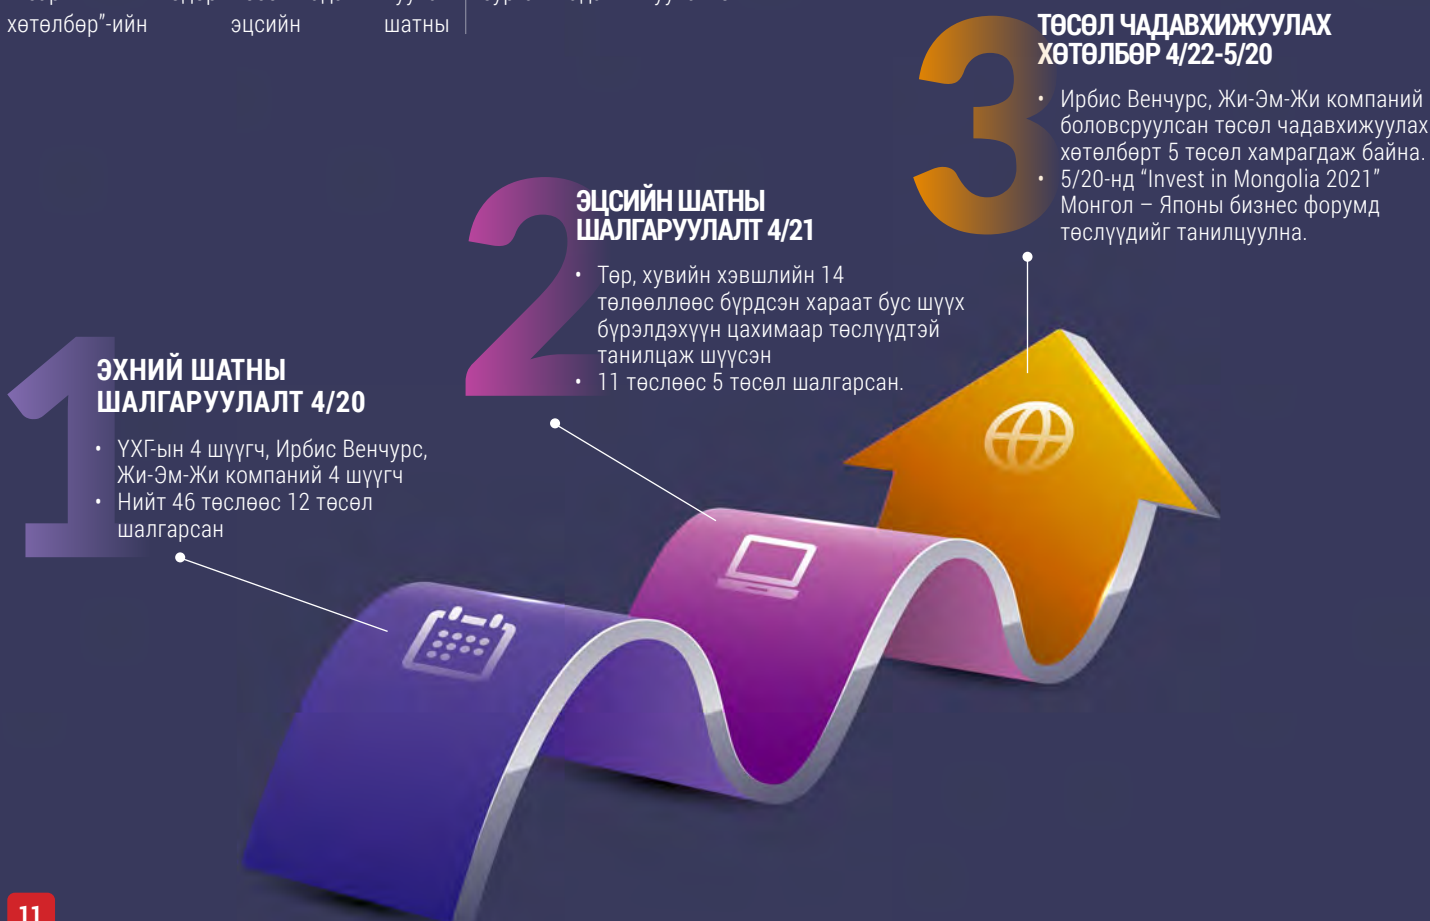 хөтөлбөр"-ийн эцсийн шатны
1
ЭХНИЙ ШАТНЫ
ШАЛГАРУУЛАЛТ 4/20
• ҮХГ-ын 4 шүүгч, Ирбис Венчурс,
Жи-Эм-Жи компаний 4 шүүгч
• Нийт 46 төслөөс 12 төсөл
шалгарсан
2
ЭЦСИЙН ШАТНЫ
ШАЛГАРУУЛАЛТ 4/21
• Төр, хувийн хэвшлийн 14
төлөөллөөс бүрдсэн хараат бус шүүх
бүрэлдэхүүн цахимаар төслүүдтэй
танилцаж шүүсэн
• 11 төслөөс 5 төсөл шалгарсан.
3
ТӨСӨЛ ЧАДАВХИЖУУЛАХ
ХӨТӨЛБӨР 4/22-5/20
• Ирбис Венчурс, Жи-Эм-Жи компаний
боловсруулсан төсөл чадавхижуулах
хөтөлбөрт 5 төсөл хамрагдаж байна.
• 5/20-нд “Invest in Mongolia 2021”
Монгол – Японы бизнес форумд
төслүүдийг танилцуулна.
11